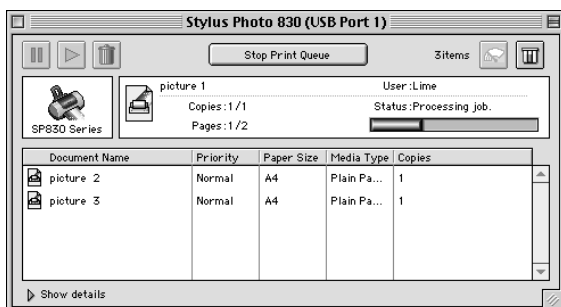 Stylus Photo 830 (USB Port 1)
Stop Print Queue
3items
picture 1
User:Lime
Copies:1/1
Status:Processing job.
SP830 Series
Pages:1/2
Document Name Priority Paper Size Media Type Copies
picture 2 Normal A4 Plain Pa... 1
picture 3 Normal A4 Plain Pa... 1
Show details